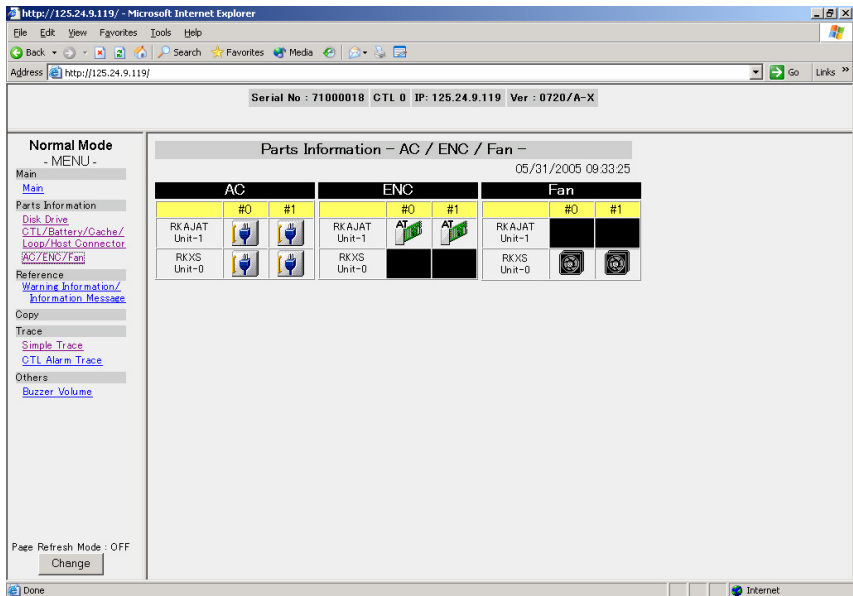 http://125.24.9.119/ - Microsoft Internet Explorer
File Edit View Favorites Tools Help
Back Search Favorites Media
Address http://125.24.9.119/ Go Links »
Serial No : 71000018 CTL 0 IP: 125.24.9.119 Ver : 0720/A-X
Normal Mode
- MENU -
Main
Main
Parts Information
Disk Drive
CTL/Battery/Cache/
Loop/Host Connector
AC/ENC/Fan
Reference
Warning Information/
Information Message
Copy
Trace
Simple Trace
CTL Alarm Trace
Others
Buzzer Volume
Page Refresh Mode : OFF
Change
Parts Information - AC / ENC / Fan -
05/31/2005 09:33:25
AC ENC Fan
#0 #1 #0 #1 #0 #1
RKAJAT
Unit-1
RKAJAT
Unit-1
AT AT
RKAJAT
Unit-1
RKXS
Unit-0
RKXS
Unit-0
RKXS
Unit-0
Done Internet